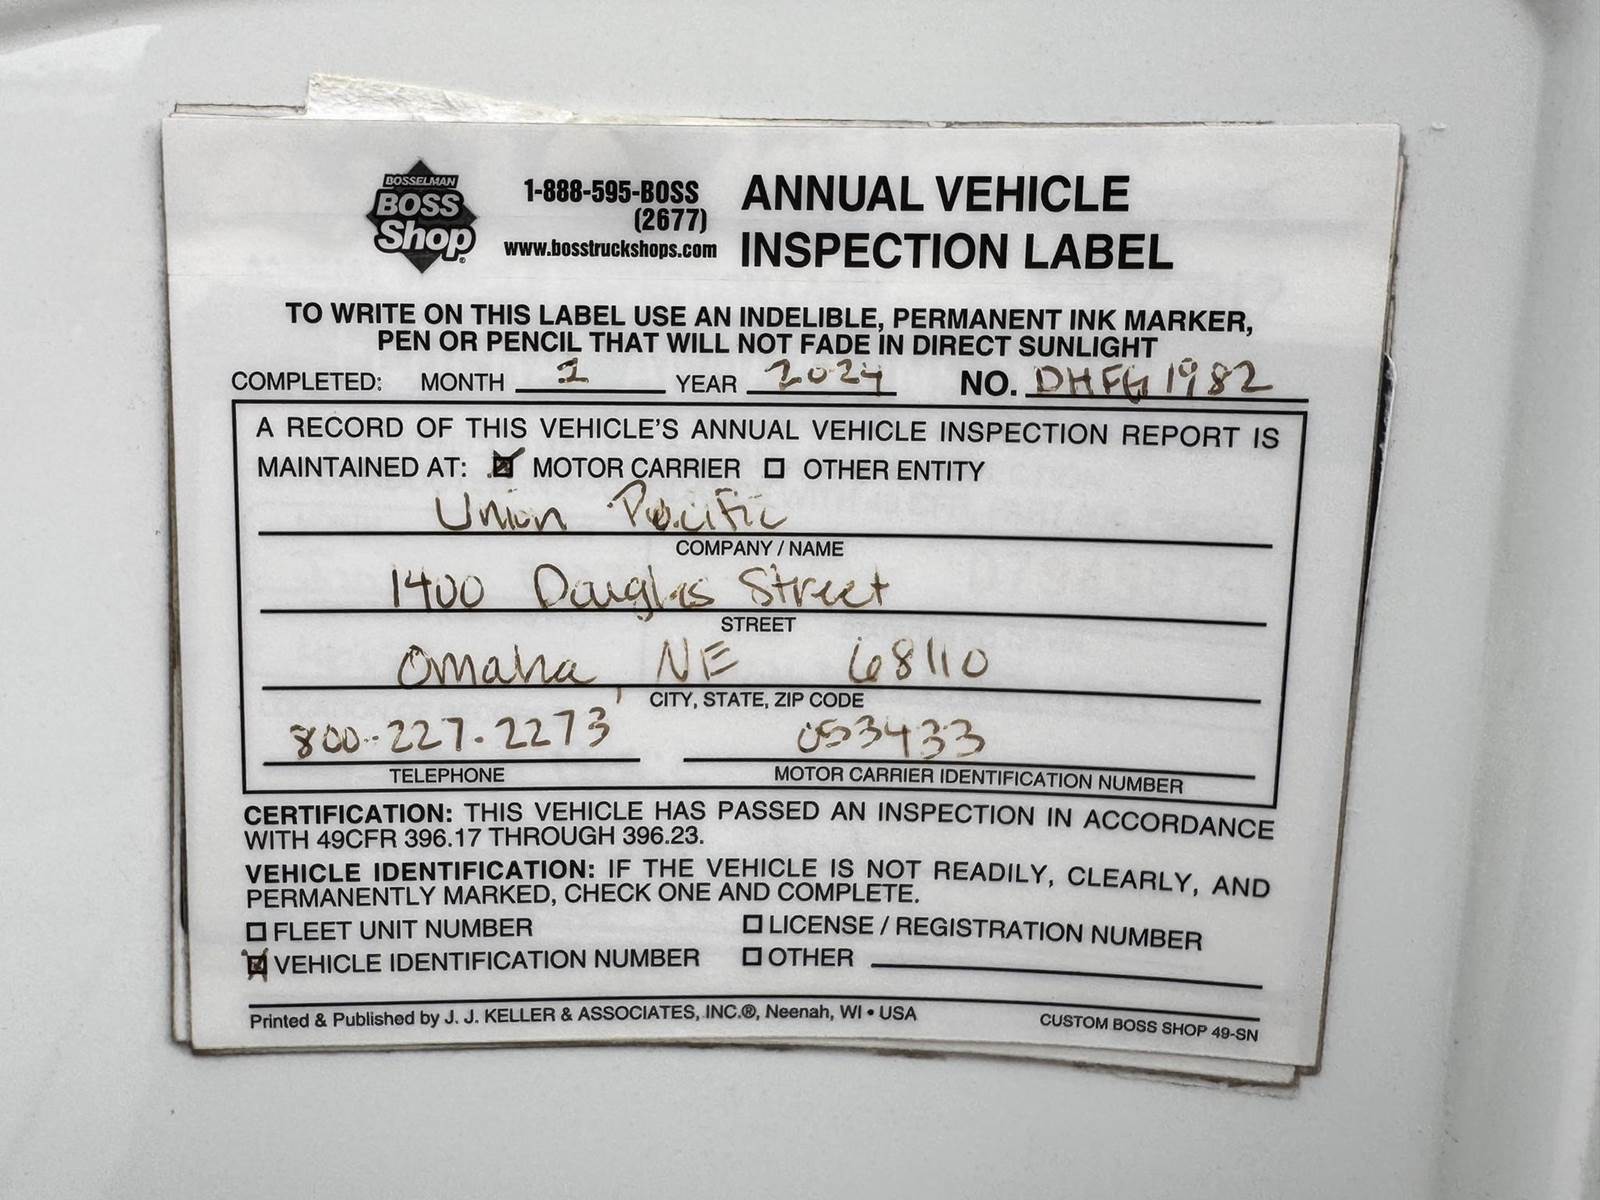 BOSSELMAN
BOSS
Shop®
1-888-595-BOSS
(2677)
www.bosstruckshops.com
ANNUAL VEHICLE
INSPECTION LABEL
TO WRITE ON THIS LABEL USE AN INDELIBLE, PERMANENT INK MARKER,
PEN OR PENCIL THAT WILL NOT FADE IN DIRECT SUNLIGHT
COMPLETED: MONTH 1 YEAR 2024 NO. DHFG1982
A RECORD OF THIS VEHICLE'S ANNUAL VEHICLE INSPECTION REPORT IS
MAINTAINED AT: ☒ MOTOR CARRIER ☐ OTHER ENTITY
Union Pacific
COMPANY / NAME
1400 Douglas Street
STREET
Omaha, NE 68110
CITY, STATE, ZIP CODE
800-227-2273 053433
TELEPHONE MOTOR CARRIER IDENTIFICATION NUMBER
CERTIFICATION: THIS VEHICLE HAS PASSED AN INSPECTION IN ACCORDANCE
WITH 49CFR 396.17 THROUGH 396.23.
VEHICLE IDENTIFICATION: IF THE VEHICLE IS NOT READILY, CLEARLY, AND
PERMANENTLY MARKED, CHECK ONE AND COMPLETE.
☐ FLEET UNIT NUMBER ☐ LICENSE / REGISTRATION NUMBER
☒ VEHICLE IDENTIFICATION NUMBER ☐ OTHER
Printed & Published by J. J. KELLER & ASSOCIATES, INC.®, Neenah, WI • USA CUSTOM BOSS SHOP 49-SN